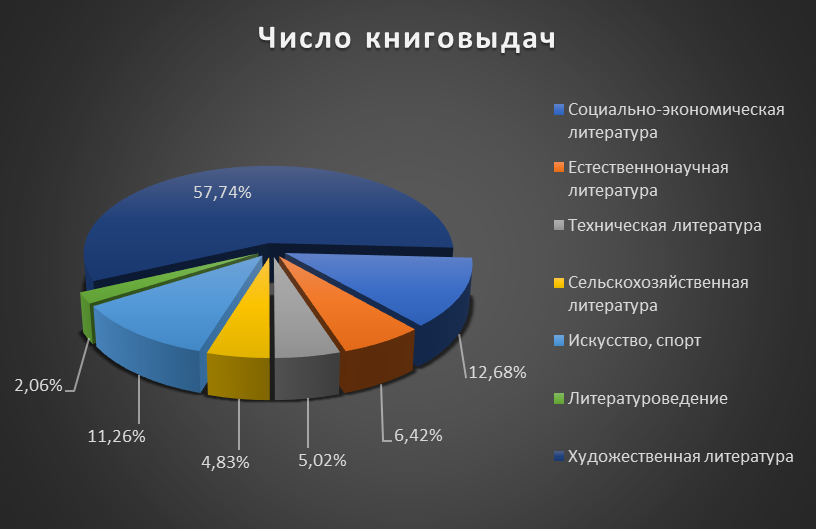 Число книговыдач
57,74%
12,68%
6,42%
5,02%
4,83%
11,26%
2,06%
Социально-экономическая
литература
Естественнонаучная
литература
Техническая литература
Сельскохозяйственная
литература
Искусство, спорт
Литературоведение
Художественная литература